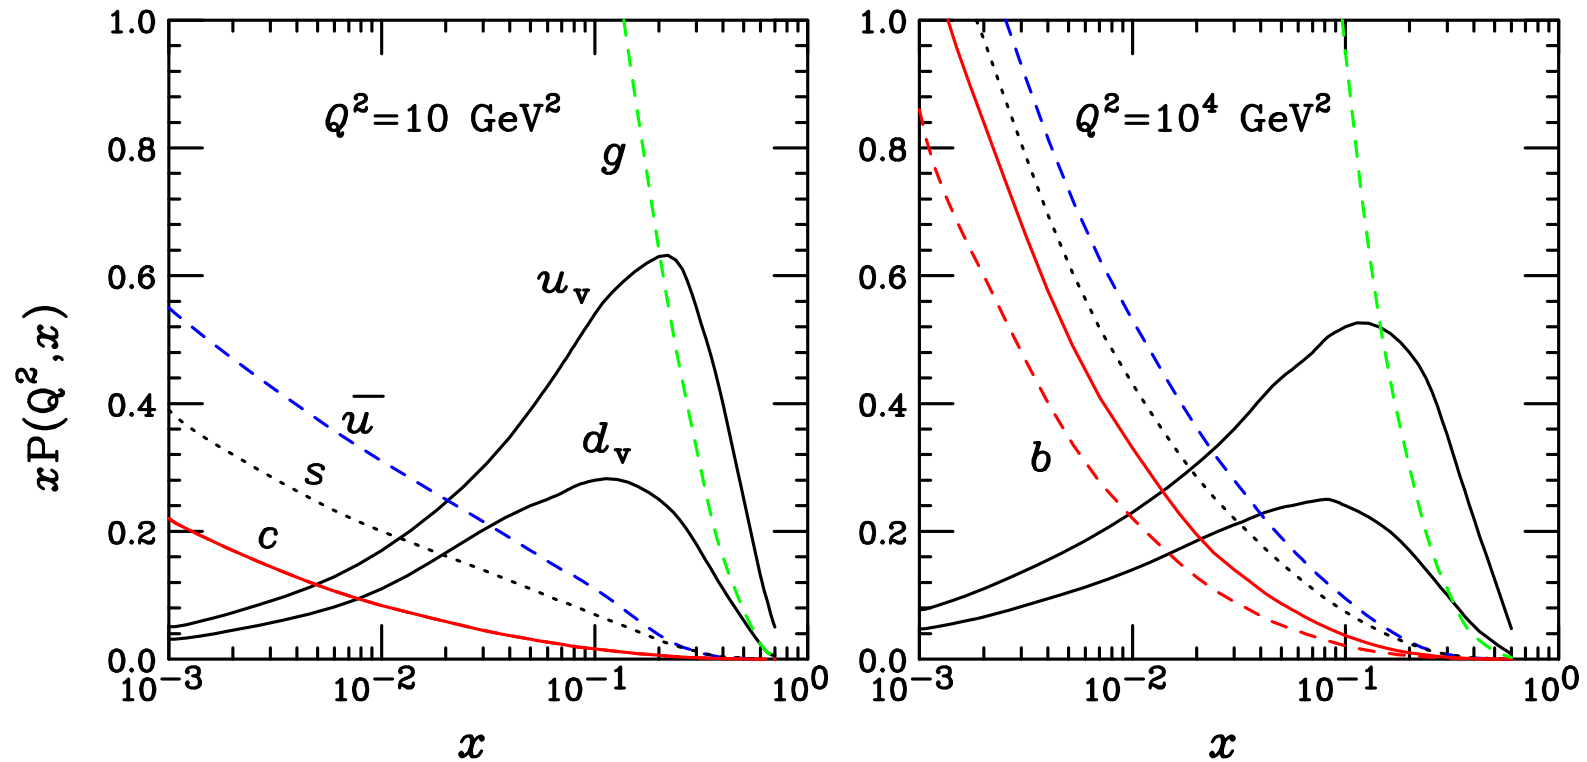 xP(Q²,x)
1.0
0.8
0.6
0.4
0.2
0.0
Q²=10 GeV²
g
u_v
u̅
d_v
s
c
10⁻³ 10⁻² 10⁻¹ 10⁰
x
1.0
0.8
0.6
0.4
0.2
0.0
Q²=10⁴ GeV²
b
10⁻³ 10⁻² 10⁻¹ 10⁰
x